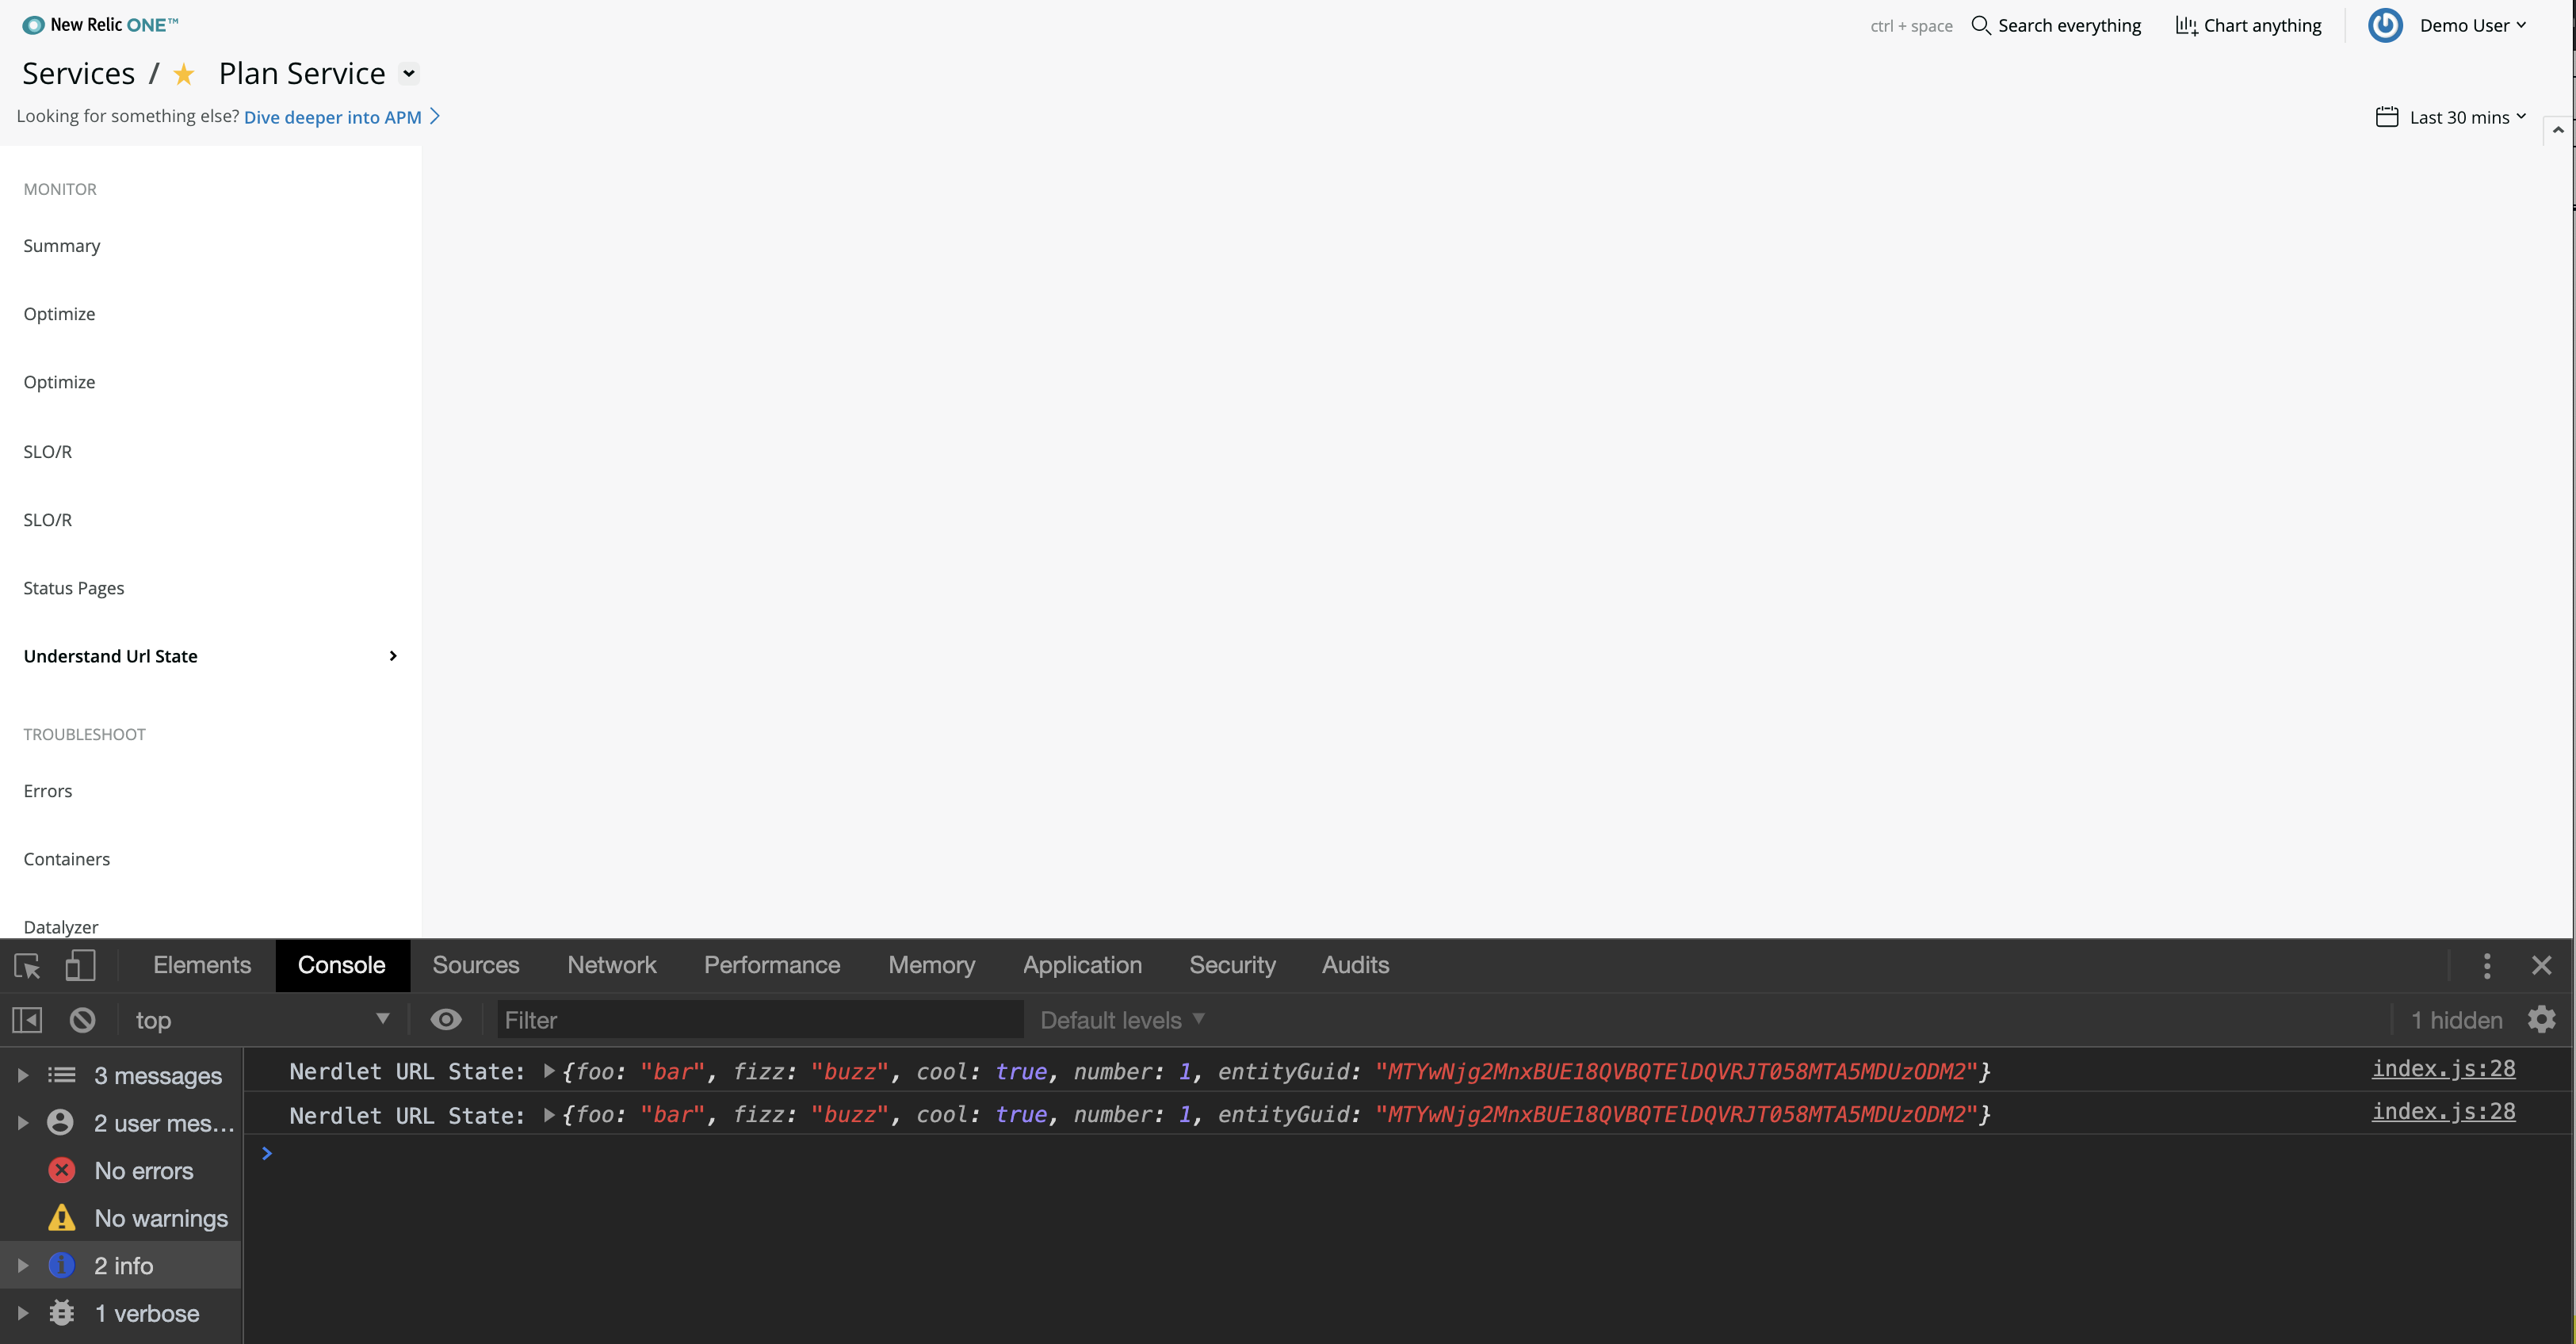 New Relic ONE™
ctrl + space Search everything Chart anything Demo User
Services / Plan Service
Looking for something else? Dive deeper into APM
Last 30 mins
MONITOR
Summary
Optimize
Optimize
SLO/R
SLO/R
Status Pages
Understand Url State
TROUBLESHOOT
Errors
Containers
Datalyzer
Elements Console Sources Network Performance Memory Application Security Audits
top Filter Default levels 1 hidden
3 messages
2 user mes...
No errors
No warnings
2 info
1 verbose
Nerdlet URL State: {foo: "bar", fizz: "buzz", cool: true, number: 1, entityGuid: "MTYwNjg2MnxBUE18QVBQTElDQVRJT058MTA5MDUzODM2"} index.js:28
Nerdlet URL State: {foo: "bar", fizz: "buzz", cool: true, number: 1, entityGuid: "MTYwNjg2MnxBUE18QVBQTElDQVRJT058MTA5MDUzODM2"} index.js:28